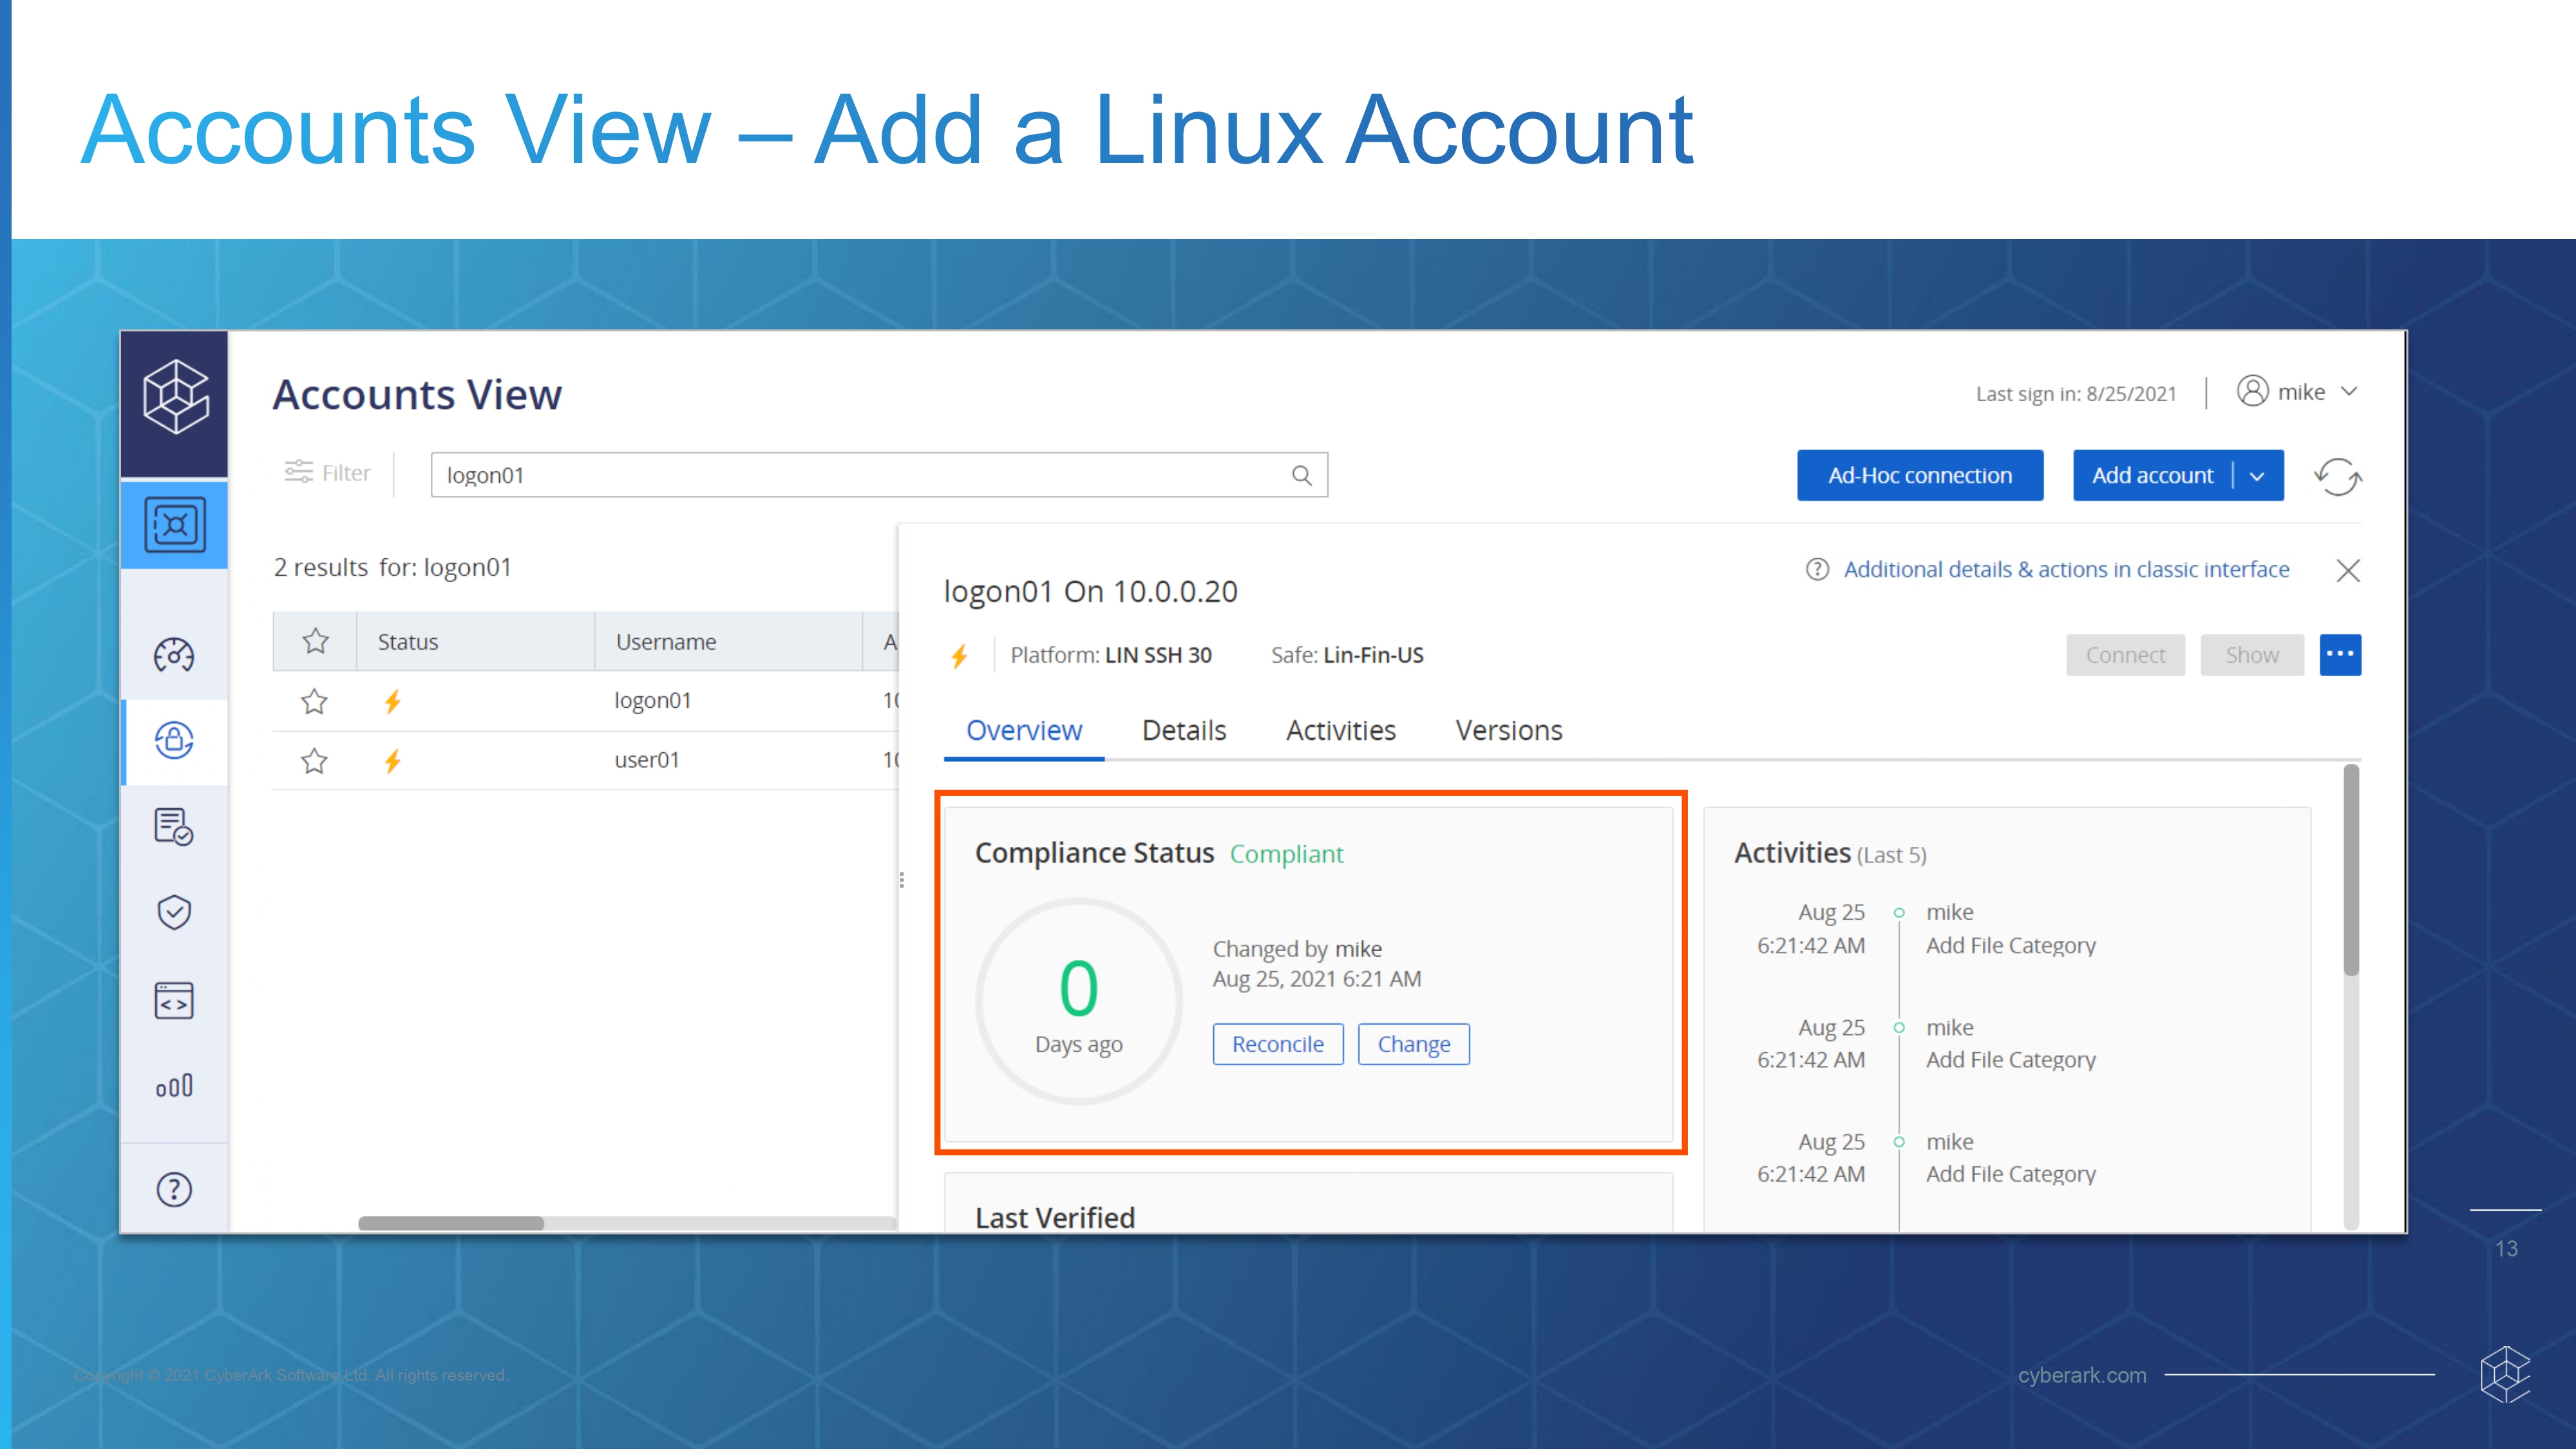 Accounts View – Add a Linux Account
Accounts View
Last sign in: 8/25/2021
mike
Filter
logon01
Ad-Hoc connection
Add account
2 results for: logon01
Status
Username
A
logon01
10
user01
10
logon01 On 10.0.0.20
Additional details & actions in classic interface
Platform: LIN SSH 30
Safe: Lin-Fin-US
Connect
Show
Overview
Details
Activities
Versions
Compliance Status Compliant
0
Days ago
Changed by mike
Aug 25, 2021 6:21 AM
Reconcile
Change
Activities (Last 5)
Aug 25 mike
6:21:42 AM Add File Category
Aug 25 mike
6:21:42 AM Add File Category
Aug 25 mike
6:21:42 AM Add File Category
Last Verified
13
Copyright © 2021 CyberArk Software Ltd. All rights reserved.
cyberark.com